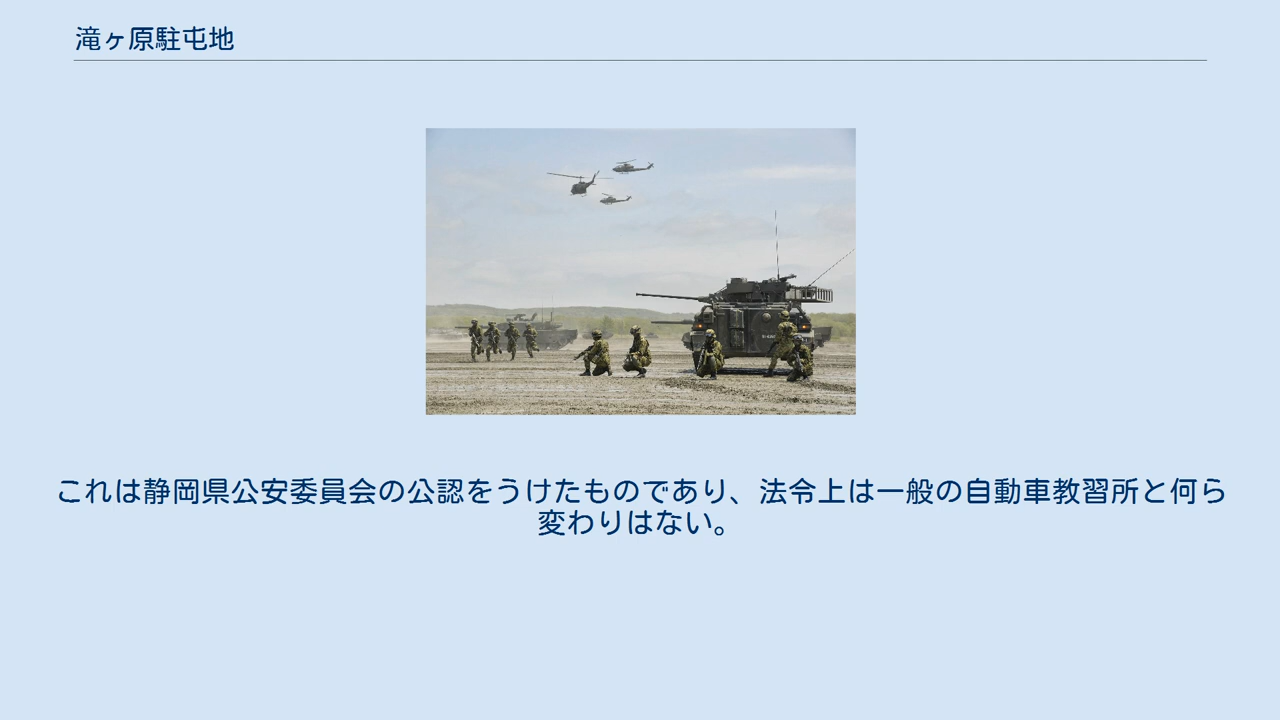 滝ヶ原駐屯地
これは静岡県公安委員会の公認をうけたものであり、法令上は一般の自動車教習所と何ら
変わりはない。